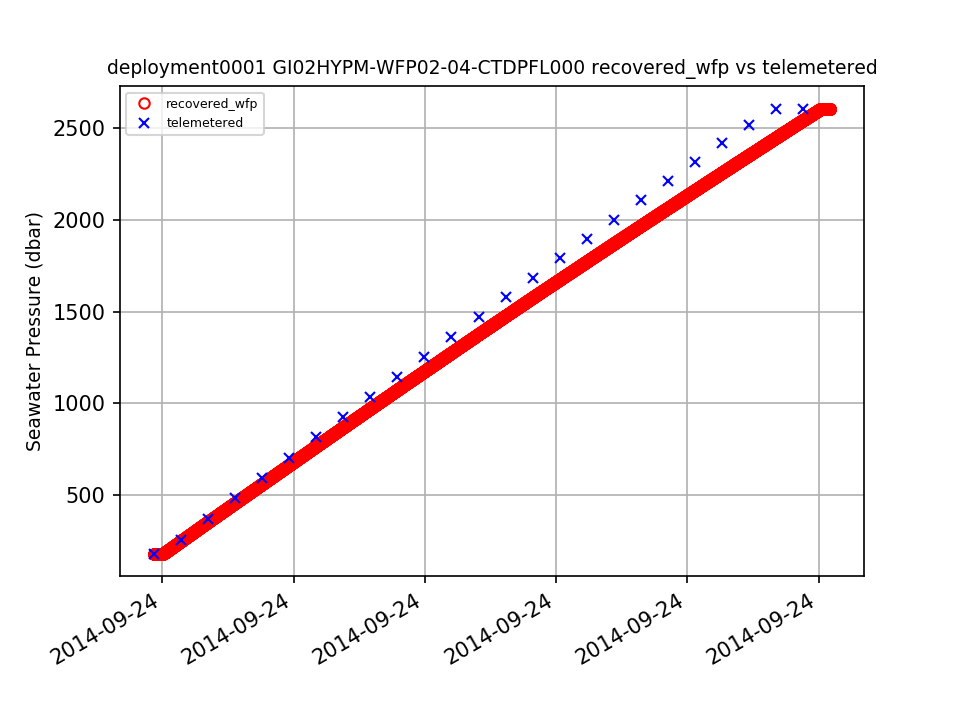 deployment0001 GI02HYPM-WFP02-04-CTDPFL000 recovered_wfp vs telemetered
recovered_wfp
telemetered
Seawater Pressure (dbar)
2500
2000
1500
1000
500
2014-09-24
2014-09-24
2014-09-24
2014-09-24
2014-09-24
2014-09-24